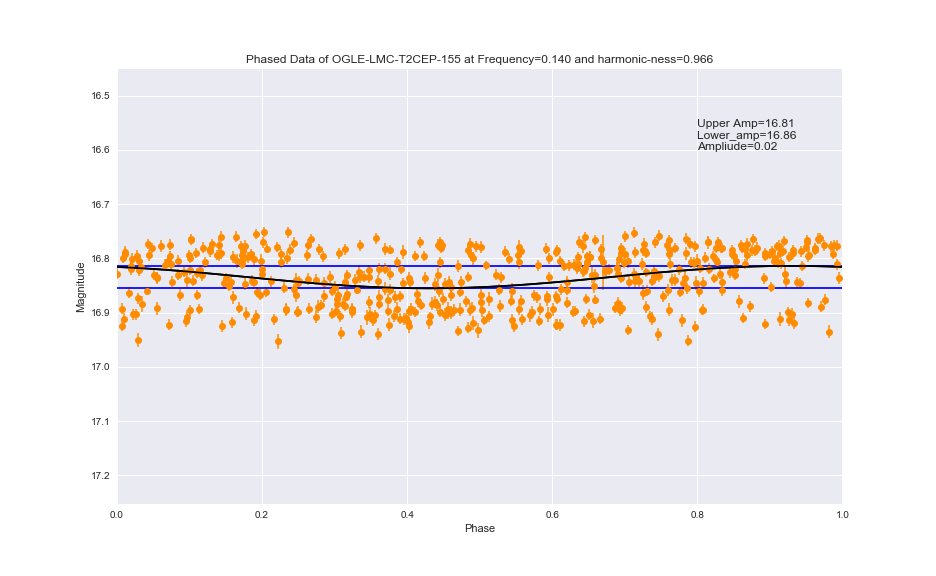 Phased Data of OGLE-LMC-T2CEP-155 at Frequency=0.140 and harmonic-ness=0.966
Upper Amp=16.81
Lower_amp=16.86
Ampliude=0.02
Magnitude
16.5
16.6
16.7
16.8
16.9
17.0
17.1
17.2
0.0 0.2 0.4 0.6 0.8 1.0
Phase